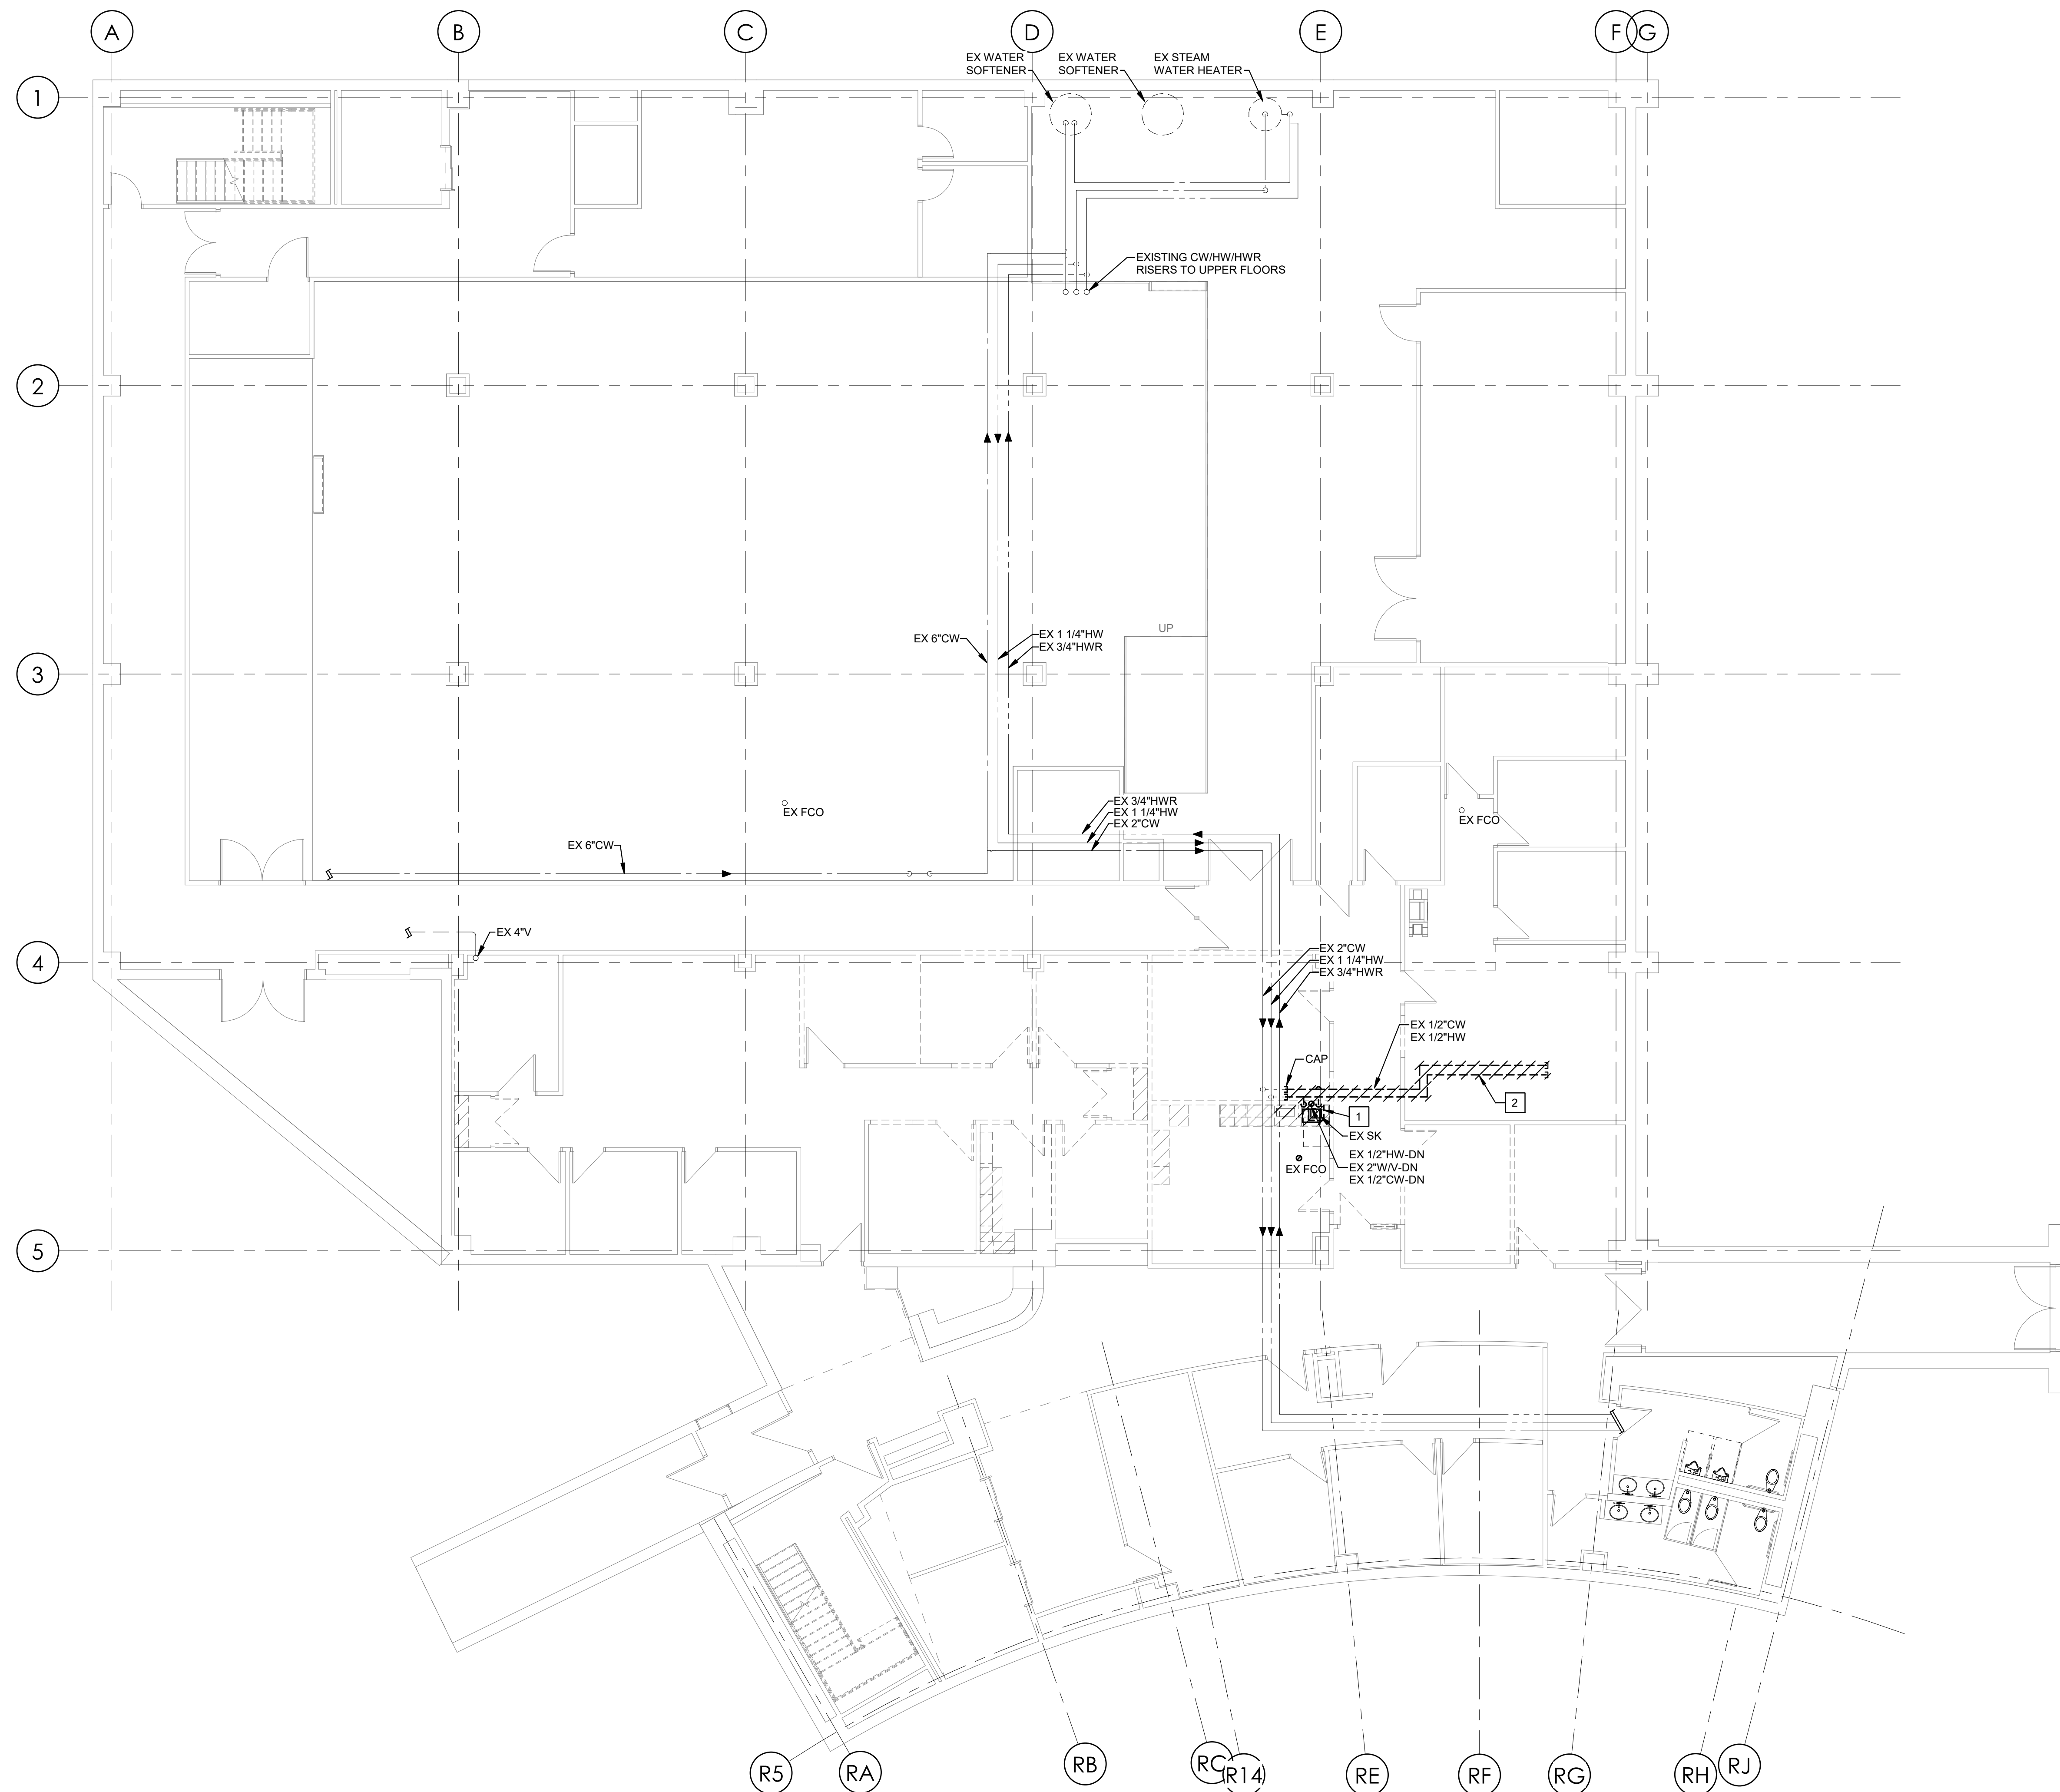 A
B
C
D
E
F
G
EX WATER
SOFTENER
EX WATER
SOFTENER
EX STEAM
WATER HEATER
1
EXISTING CW/HW/HWR
RISERS TO UPPER FLOORS
2
EX 6"CW
EX 1 1/4"HW
EX 3/4"HWR
UP
3
EX FCO
EX 3/4"HWR
EX 1 1/4"HW
EX 2"CW
EX FCO
EX 6"CW
EX 4"V
4
EX 2"CW
EX 1 1/4"HW
EX 3/4"HWR
EX 1/2"CW
EX 1/2"HW
CAP
2
1
EX SK
EX FCO
EX 1/2"HW-DN
EX 2"W/V-DN
EX 1/2"CW-DN
5
R5
RA
RB
RC
R14
RE
RF
RG
RH
RJ